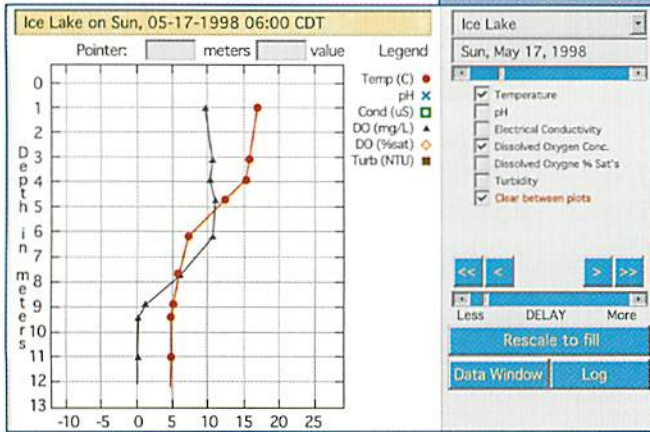 Ice Lake on Sun, 05-17-1998 06:00 CDT
Pointer: meters value Legend
Temp (C)
pH
Cond (uS)
DO (mg/L)
DO (%sat)
Turb (NTU)
Depth in meters
0
1
2
3
4
5
6
7
8
9
10
11
12
13
-10 -5 0 5 10 15 20 25
Ice Lake
Sun, May 17, 1998
Temperature
pH
Electrical Conductivity
Dissolved Oxygen Conc.
Dissolved Oxygne % Sat's
Turbidity
Clear between plots
<< < > >>
Less DELAY More
Rescale to fill
Data Window Log